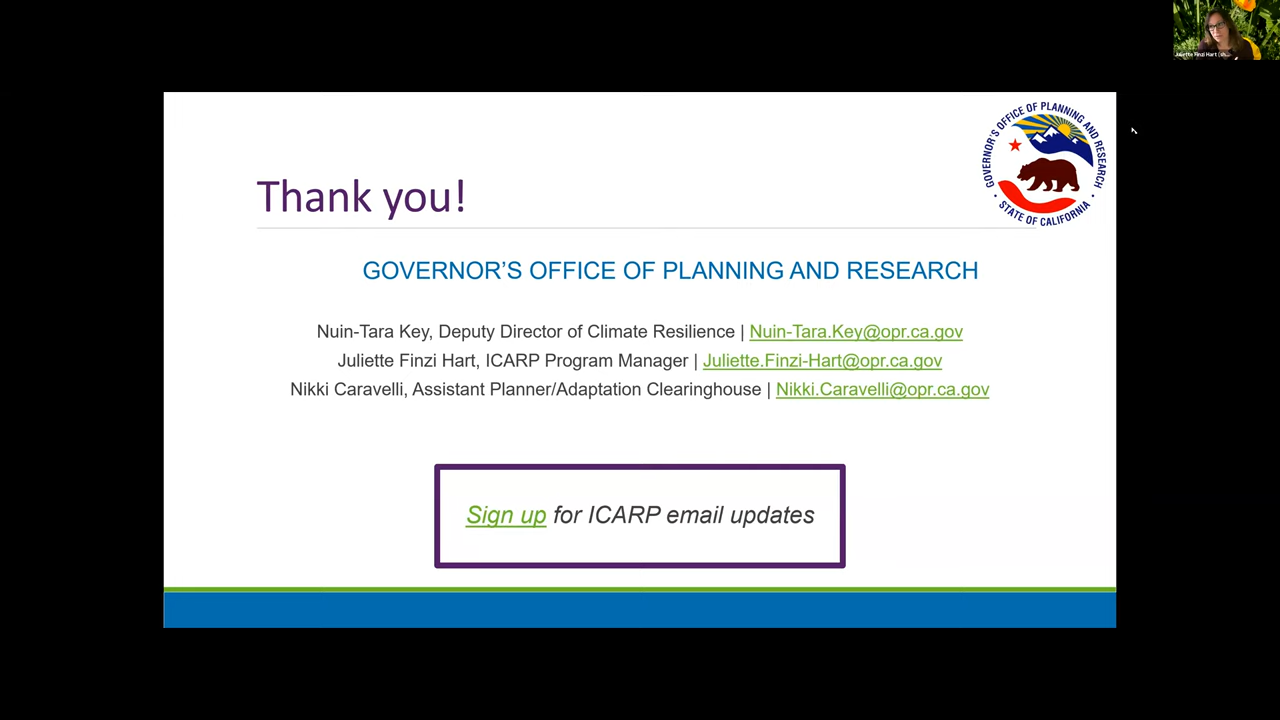 Juliette Finzi Hart
GOVERNOR'S OFFICE OF PLANNING AND RESEARCH
• STATE OF CALIFORNIA •
Thank you!
GOVERNOR’S OFFICE OF PLANNING AND RESEARCH
Nuin-Tara Key, Deputy Director of Climate Resilience | Nuin-Tara.Key@opr.ca.gov
Juliette Finzi Hart, ICARP Program Manager | Juliette.Finzi-Hart@opr.ca.gov
Nikki Caravelli, Assistant Planner/Adaptation Clearinghouse | Nikki.Caravelli@opr.ca.gov
Sign up for ICARP email updates